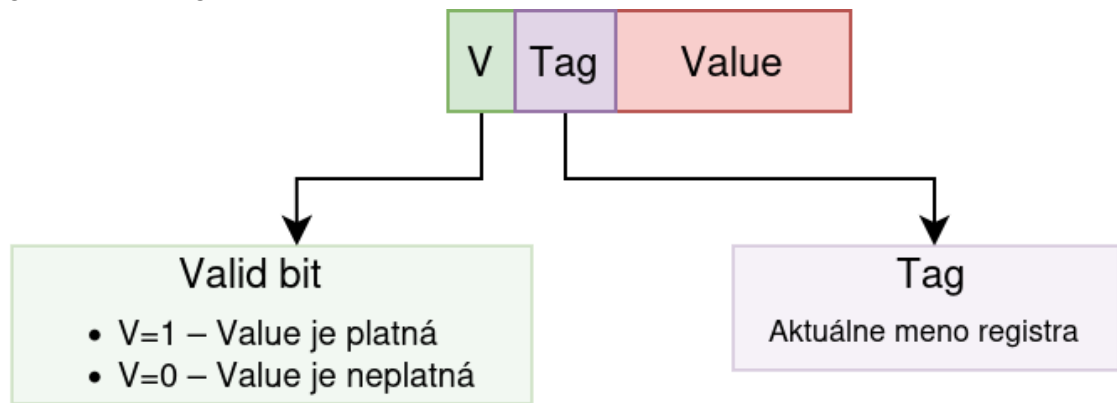 V Tag Value
Valid bit
• V=1 – Value je platná
• V=0 – Value je neplatná
Tag
Aktuálne meno registra